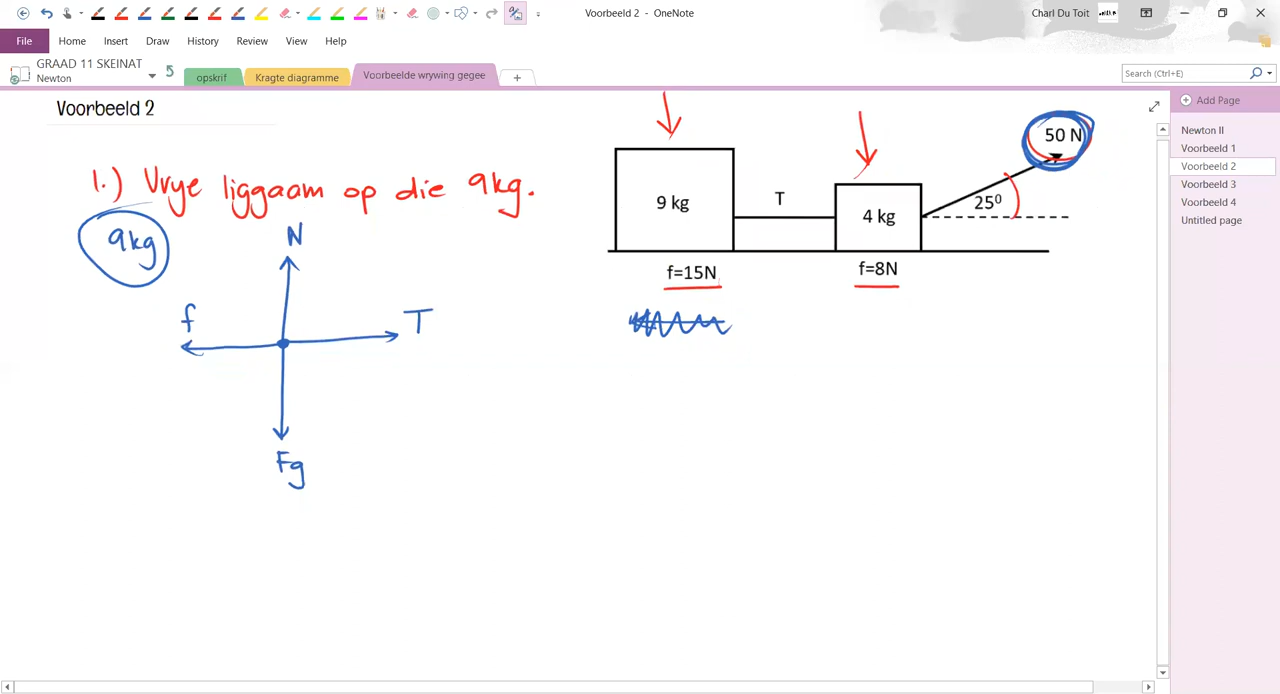 Voorbeeld 2 - OneNote
Charl Du Toit
File Home Insert Draw History Review View Help
GRAAD 11 SKEINAT
Newton
opskrif
Kragte diagramme
Voorbeelde wrywing gegee
Search (Ctrl+E)
Add Page
Newton II
Voorbeeld 1
Voorbeeld 2
Voorbeeld 3
Voorbeeld 4
Untitled page
Voorbeeld 2
1.) Vrye liggaam op die 9kg.
9kg
N
f
T
Fg
9 kg
T
4 kg
50 N
25⁰
f=15N
f=8N